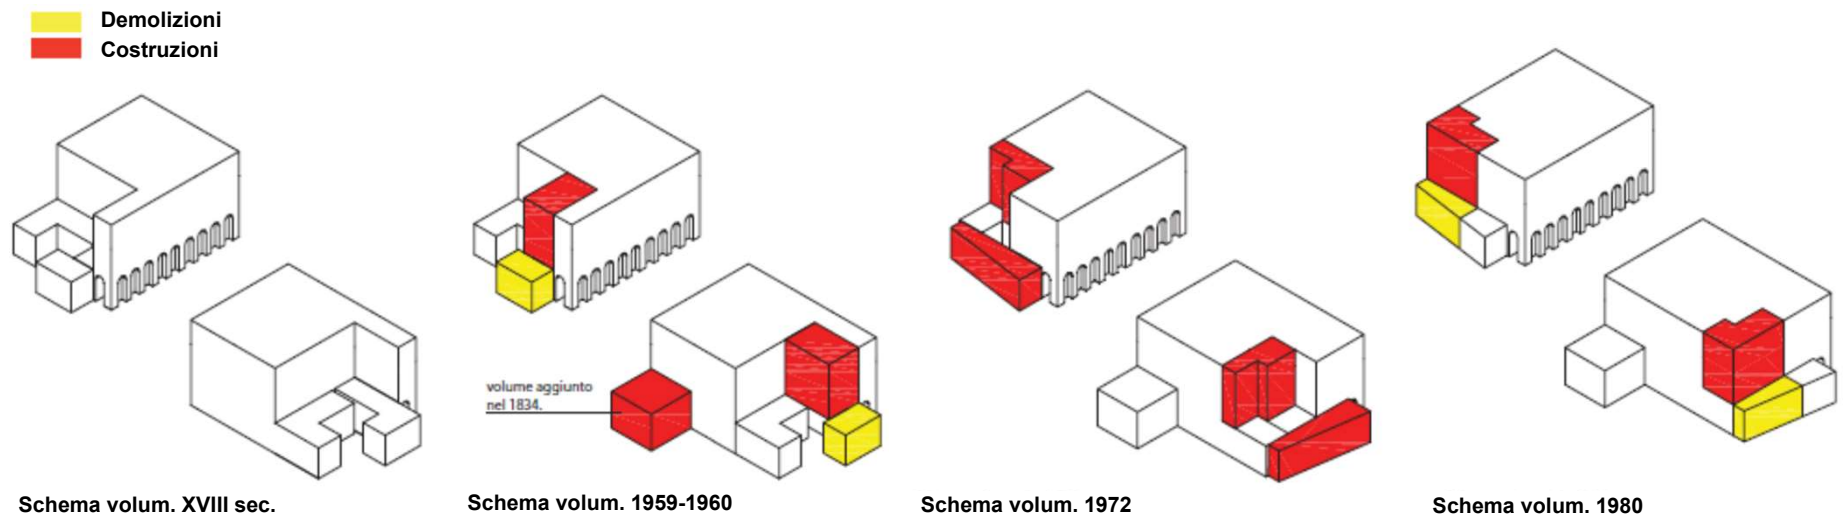 Demolizioni
Costruzioni
volume aggiunto
nel 1834.
Schema volum. XVIII sec.
Schema volum. 1959-1960
Schema volum. 1972
Schema volum. 1980